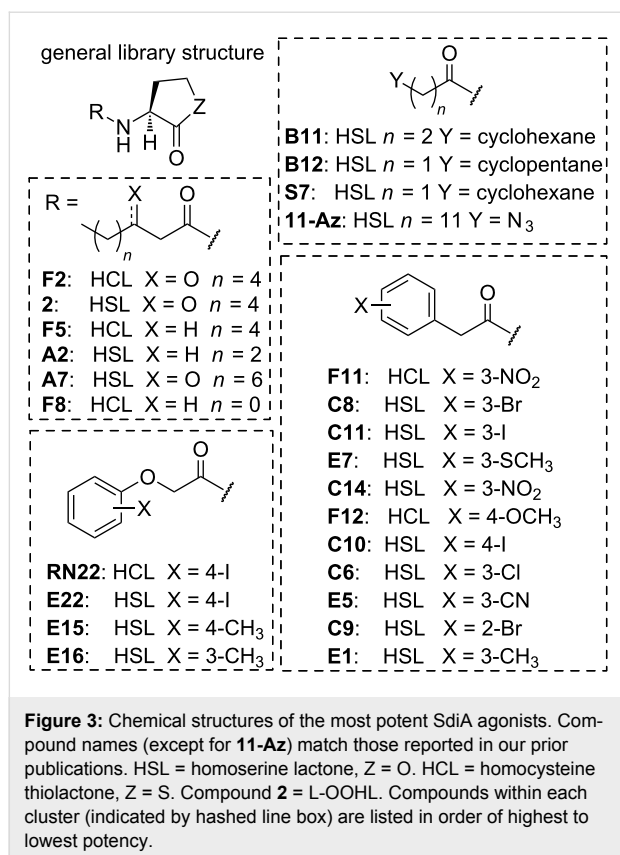 general library structure
R
N
H
H
Z
O
R =
X
O
n
F2: HCL X = O n = 4
2: HSL X = O n = 4
F5: HCL X = H n = 4
A2: HSL X = H n = 2
A7: HSL X = O n = 6
F8: HCL X = H n = 0
O
O
X
RN22: HCL X = 4-I
E22: HSL X = 4-I
E15: HSL X = 4-CH3
E16: HSL X = 3-CH3
O
Y
n
B11: HSL n = 2 Y = cyclohexane
B12: HSL n = 1 Y = cyclopentane
S7: HSL n = 1 Y = cyclohexane
11-Az: HSL n = 11 Y = N3
X
O
F11: HCL X = 3-NO2
C8: HSL X = 3-Br
C11: HSL X = 3-I
E7: HSL X = 3-SCH3
C14: HSL X = 3-NO2
F12: HCL X = 4-OCH3
C10: HSL X = 4-I
C6: HSL X = 3-Cl
E5: HSL X = 3-CN
C9: HSL X = 2-Br
E1: HSL X = 3-CH3
Figure 3: Chemical structures of the most potent SdiA agonists. Com-
pound names (except for 11-Az) match those reported in our prior
publications. HSL = homoserine lactone, Z = O. HCL = homocysteine
thiolactone, Z = S. Compound 2 = L-OOHL. Compounds within each
cluster (indicated by hashed line box) are listed in order of highest to
lowest potency.